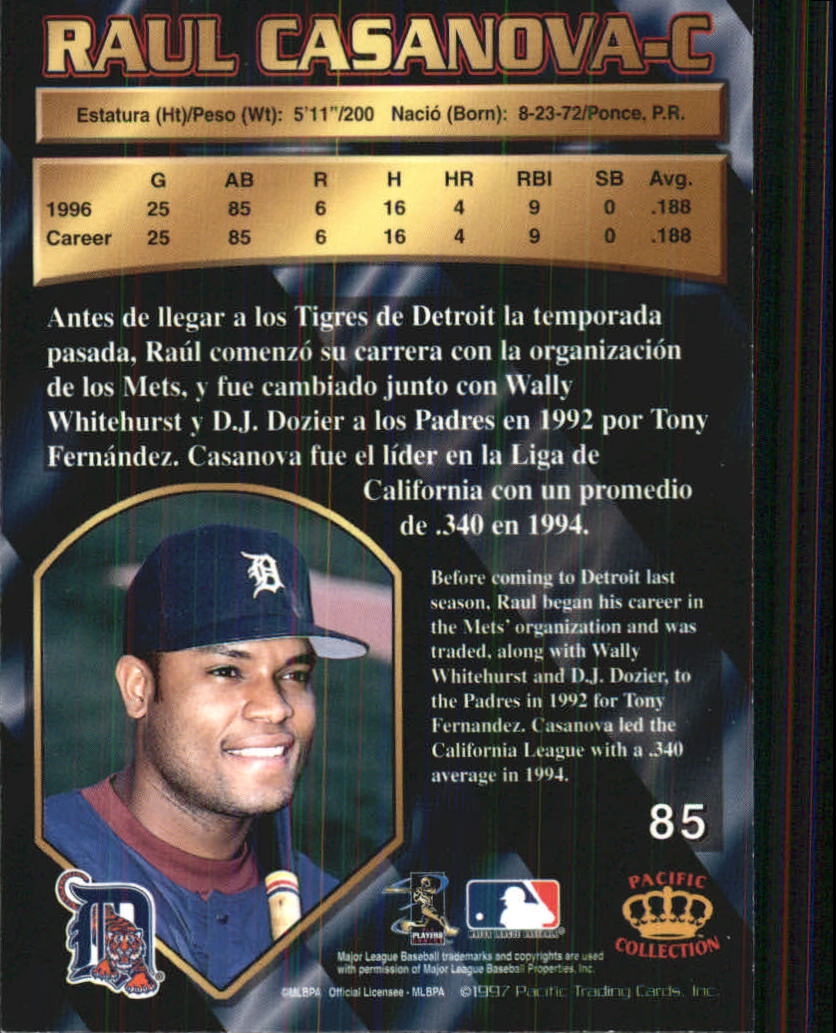 RAUL CASANOVA-C
Estatura (Ht)/Peso (Wt): 5'11"/200 Nació (Born): 8-23-72/Ponce, P.R.
G AB R H HR RBI SB Avg.
1996 25 85 6 16 4 9 0 .188
Career 25 85 6 16 4 9 0 .188
Antes de llegar a los Tigres de Detroit la temporada
pasada, Raúl comenzó su carrera con la organización
de los Mets, y fue cambiado junto con Wally
Whitehurst y D.J. Dozier a los Padres en 1992 por Tony
Fernández. Casanova fue el líder en la Liga de
California con un promedio
de .340 en 1994.
Before coming to Detroit last
season, Raul began his career in
the Mets' organization and was
traded, along with Wally
Whitehurst and D.J. Dozier, to
the Padres in 1992 for Tony
Fernandez. Casanova led the
California League with a .340
average in 1994.
85
PLAYERS
CHOICE
MAJOR LEAGUE BASEBALL®
PACIFIC
COLLECTION
Major League Baseball trademarks and copyrights are used
with permission of Major League Baseball Properties, Inc.
©MLBPA Official Licensee - MLBPA ©1997 Pacific Trading Cards, Inc.